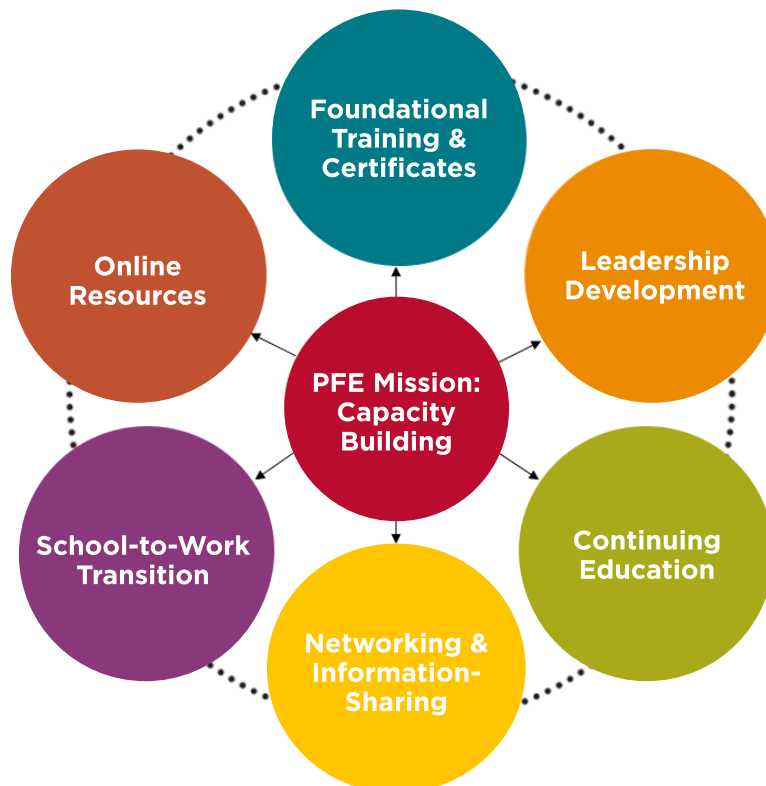 Foundational
Training &
Certificates
Leadership
Development
Online
Resources
PFE Mission:
Capacity
Building
Continuing
Education
School-to-Work
Transition
Networking &
Information-
Sharing